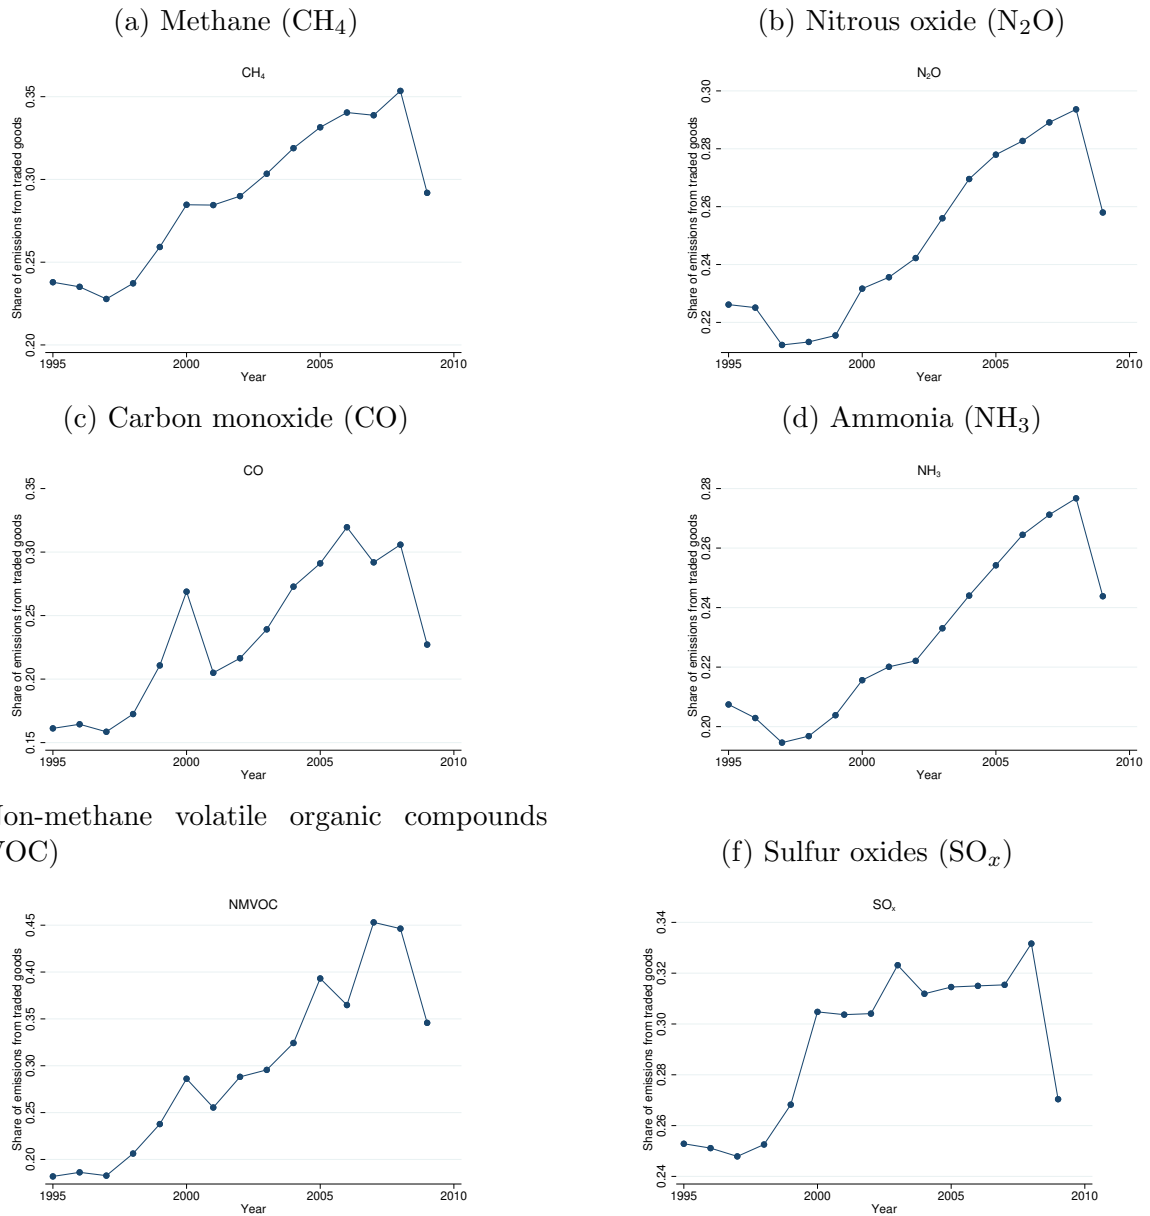 (a) Methane (CH₄)
CH₄
Share of emissions from traded goods
0.35
0.30
0.25
0.20
1995 2000 2005 2010
Year
(b) Nitrous oxide (N₂O)
N₂O
Share of emissions from traded goods
0.30
0.28
0.26
0.24
0.22
1995 2000 2005 2010
Year
(c) Carbon monoxide (CO)
CO
Share of emissions from traded goods
0.35
0.30
0.25
0.20
0.15
1995 2000 2005 2010
Year
(d) Ammonia (NH₃)
NH₃
Share of emissions from traded goods
0.28
0.26
0.24
0.22
0.20
1995 2000 2005 2010
Year
Non-methane volatile organic compounds
VOC)
NMVOC
Share of emissions from traded goods
0.45
0.40
0.35
0.30
0.25
0.20
1995 2000 2005 2010
Year
(f) Sulfur oxides (SOₓ)
SOₓ
Share of emissions from traded goods
0.34
0.32
0.30
0.28
0.26
0.24
1995 2000 2005 2010
Year